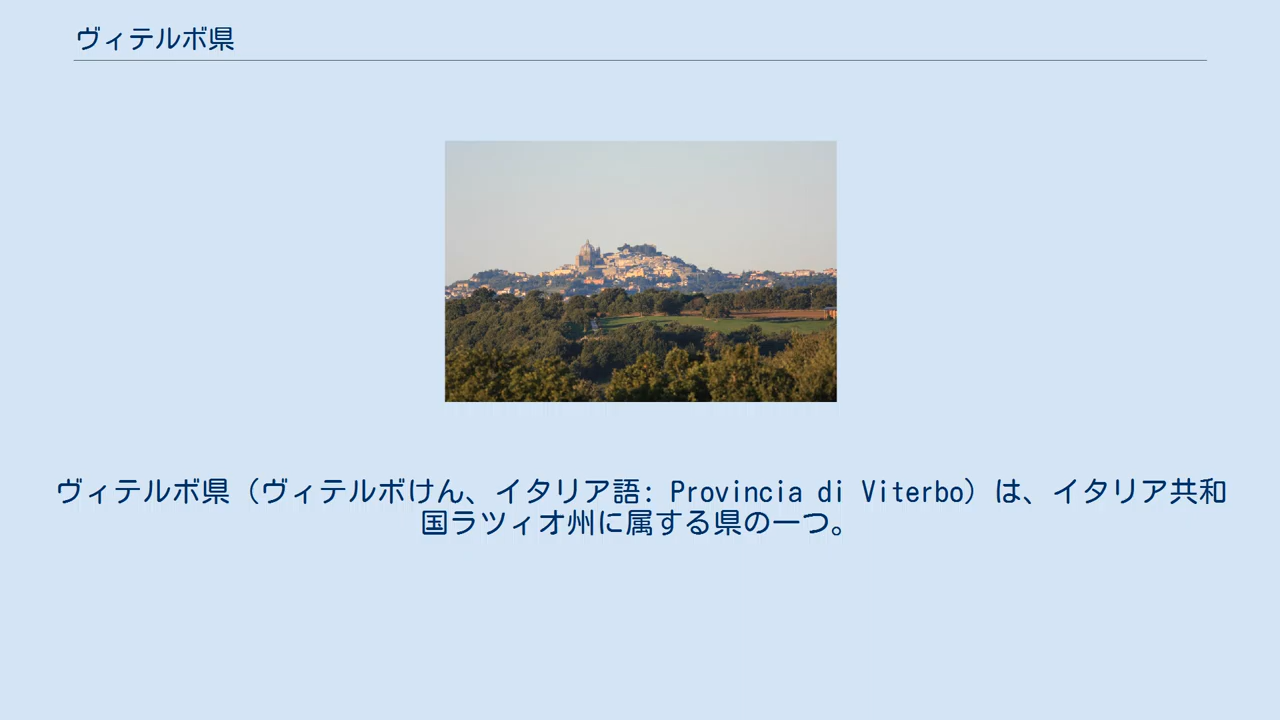 ヴィテルボ県
ヴィテルボ県（ヴィテルボけん、イタリア語: Provincia di Viterbo）は、イタリア共和
国ラツィオ州に属する県の一つ。